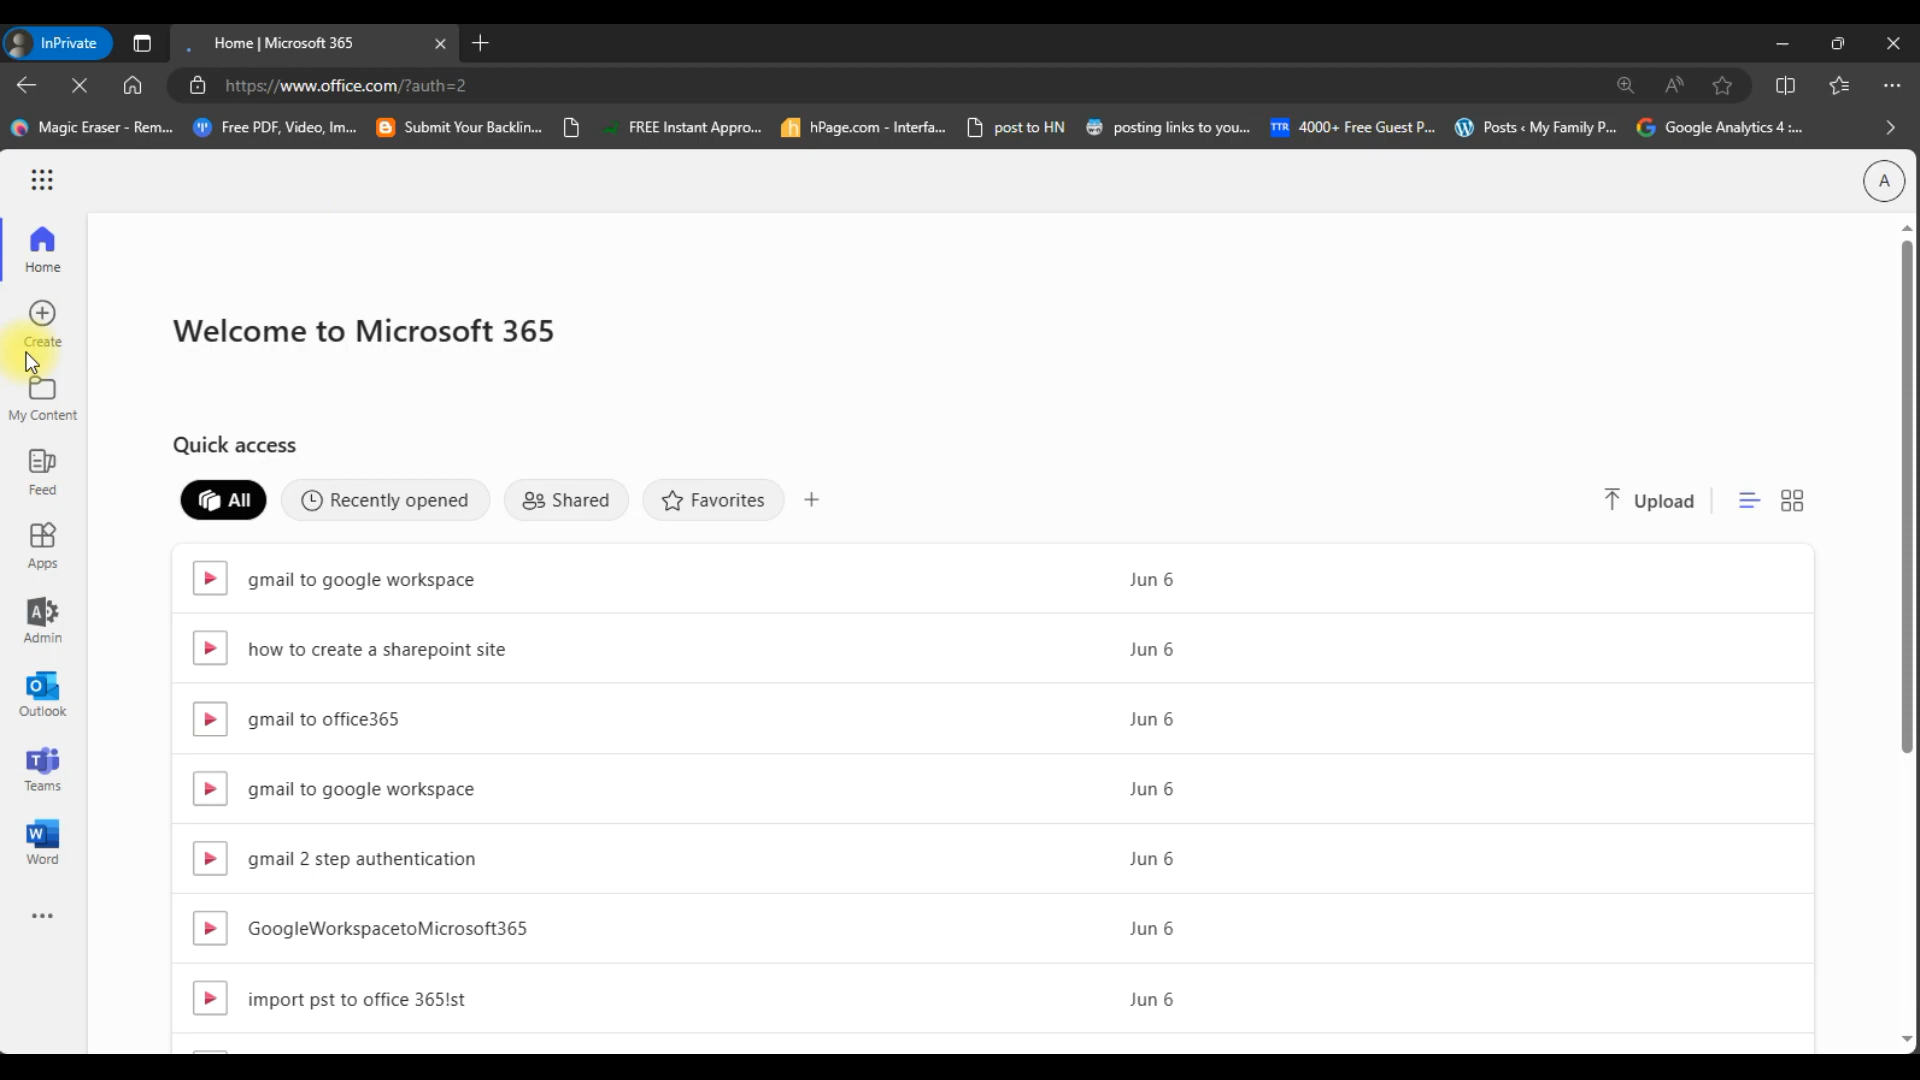 InPrivate
Home | Microsoft 365
https://www.office.com/?auth=2
Magic Eraser - Rem...
Free PDF, Video, Im...
Submit Your Backlin...
FREE Instant Appro...
hPage.com - Interfa...
post to HN
posting links to you...
TTR 4000+ Free Guest P...
Posts ‹ My Family P...
Google Analytics 4 :...
A
Home
Create
My Content
Feed
Apps
Admin
Outlook
Teams
Word
Welcome to Microsoft 365
Quick access
All
Recently opened
Shared
Favorites
Upload
gmail to google workspace Jun 6
how to create a sharepoint site Jun 6
gmail to office365 Jun 6
gmail to google workspace Jun 6
gmail 2 step authentication Jun 6
GoogleWorkspacetoMicrosoft365 Jun 6
import pst to office 365!st Jun 6